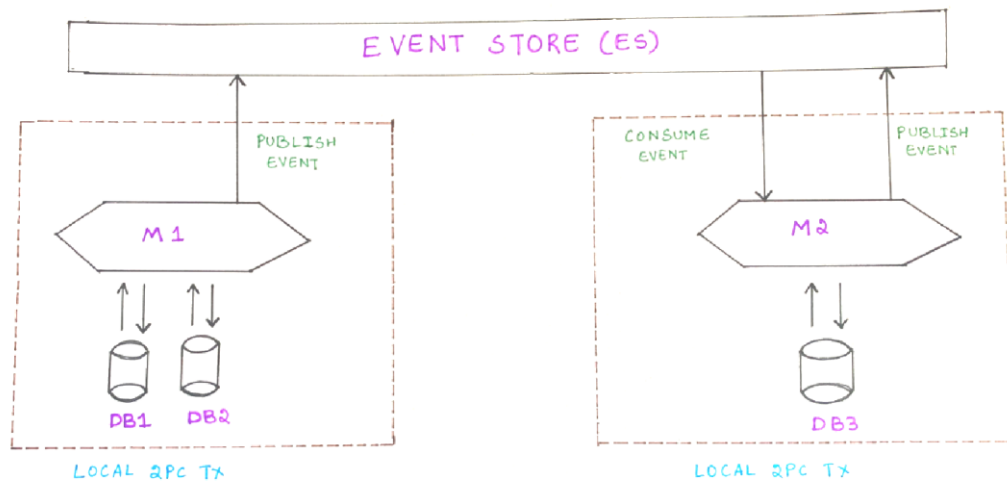 EVENT STORE (ES)
PUBLISH
EVENT
CONSUME
EVENT
PUBLISH
EVENT
M1
M2
DB1
DB2
DB3
LOCAL 2PC TX
LOCAL 2PC TX